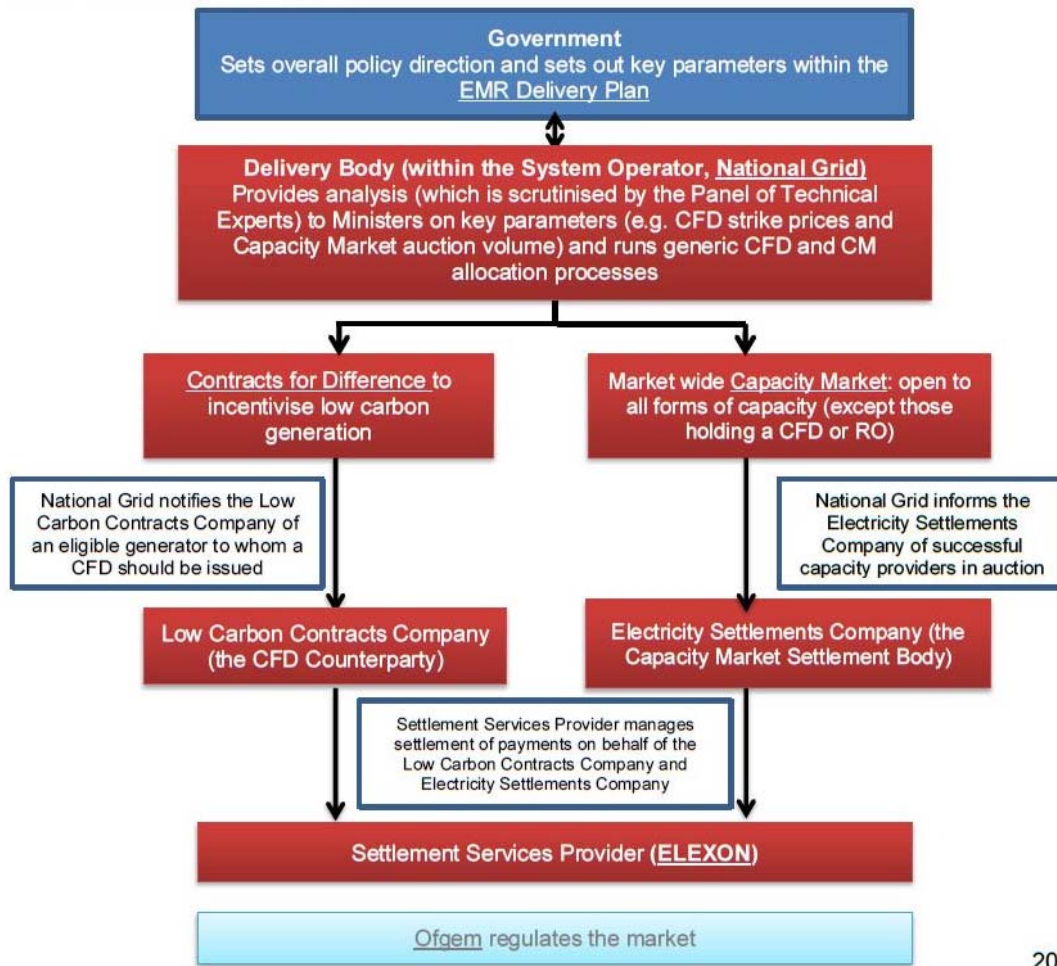 Government
Sets overall policy direction and sets out key parameters within the
EMR Delivery Plan
Delivery Body (within the System Operator, National Grid)
Provides analysis (which is scrutinised by the Panel of Technical
Experts) to Ministers on key parameters (e.g. CFD strike prices and
Capacity Market auction volume) and runs generic CFD and CM
allocation processes
Contracts for Difference to
incentivise low carbon
generation
Market wide Capacity Market: open to
all forms of capacity (except those
holding a CFD or RO)
National Grid notifies the Low
Carbon Contracts Company of
an eligible generator to whom a
CFD should be issued
National Grid informs the
Electricity Settlements
Company of successful
capacity providers in auction
Low Carbon Contracts Company
(the CFD Counterparty)
Electricity Settlements Company (the
Capacity Market Settlement Body)
Settlement Services Provider manages
settlement of payments on behalf of the
Low Carbon Contracts Company and
Electricity Settlements Company
Settlement Services Provider (ELEXON)
Ofgem regulates the market
20